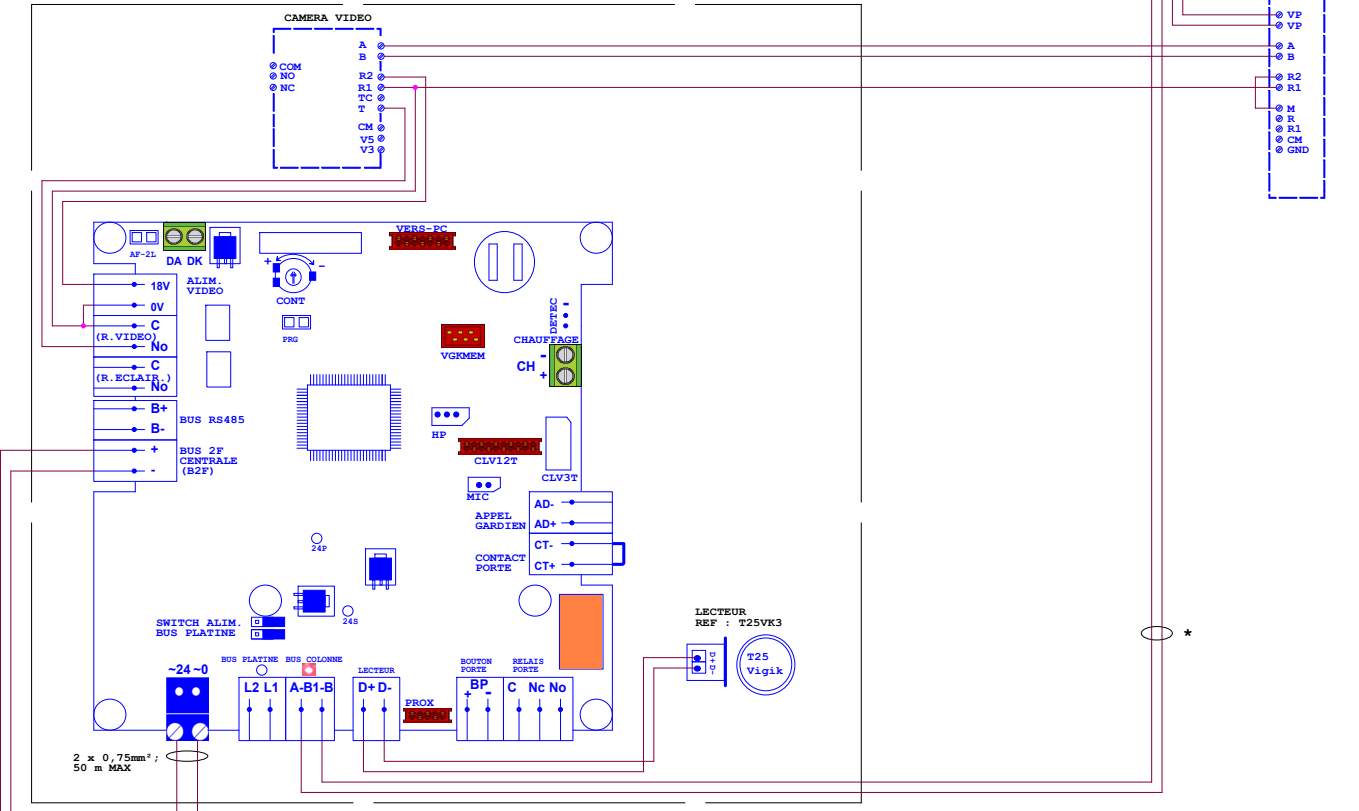 CAMERA VIDEO
COM
NO
NC
A
B
R2
R1
TC
T
CM
V5
V3
VP
VP
A
B
R2
R1
M
R
R1
CM
GND
AF-2L
DA DK
ALIM.
VIDEO
18V
0V
C
(R.VIDEO)
No
C
(R.ECLAIR.)
No
B+
B-
BUS RS485
+
-
BUS 2F
CENTRALE
(B2F)
+ -
CONT
PRG
VERS-PC
VGKMEM
DETEC
CHAUFFAGE
CH
-
+
HP
CLV12T
CLV3T
MIC
APPEL
GARDIEN
AD-
AD+
CONTACT
PORTE
CT-
CT+
24P
24S
SWITCH ALIM.
BUS PLATINE
~24 ~0
BUS PLATINE
L2 L1
BUS COLONNE
A-B1-B
LECTEUR
D+ D-
PROX
BOUTON
PORTE
BP
+ -
RELAIS
PORTE
C Nc No
LECTEUR
REF : T25VK3
D+
D-
T25
Vigik
*
2 x 0,75mm²;
50 m MAX